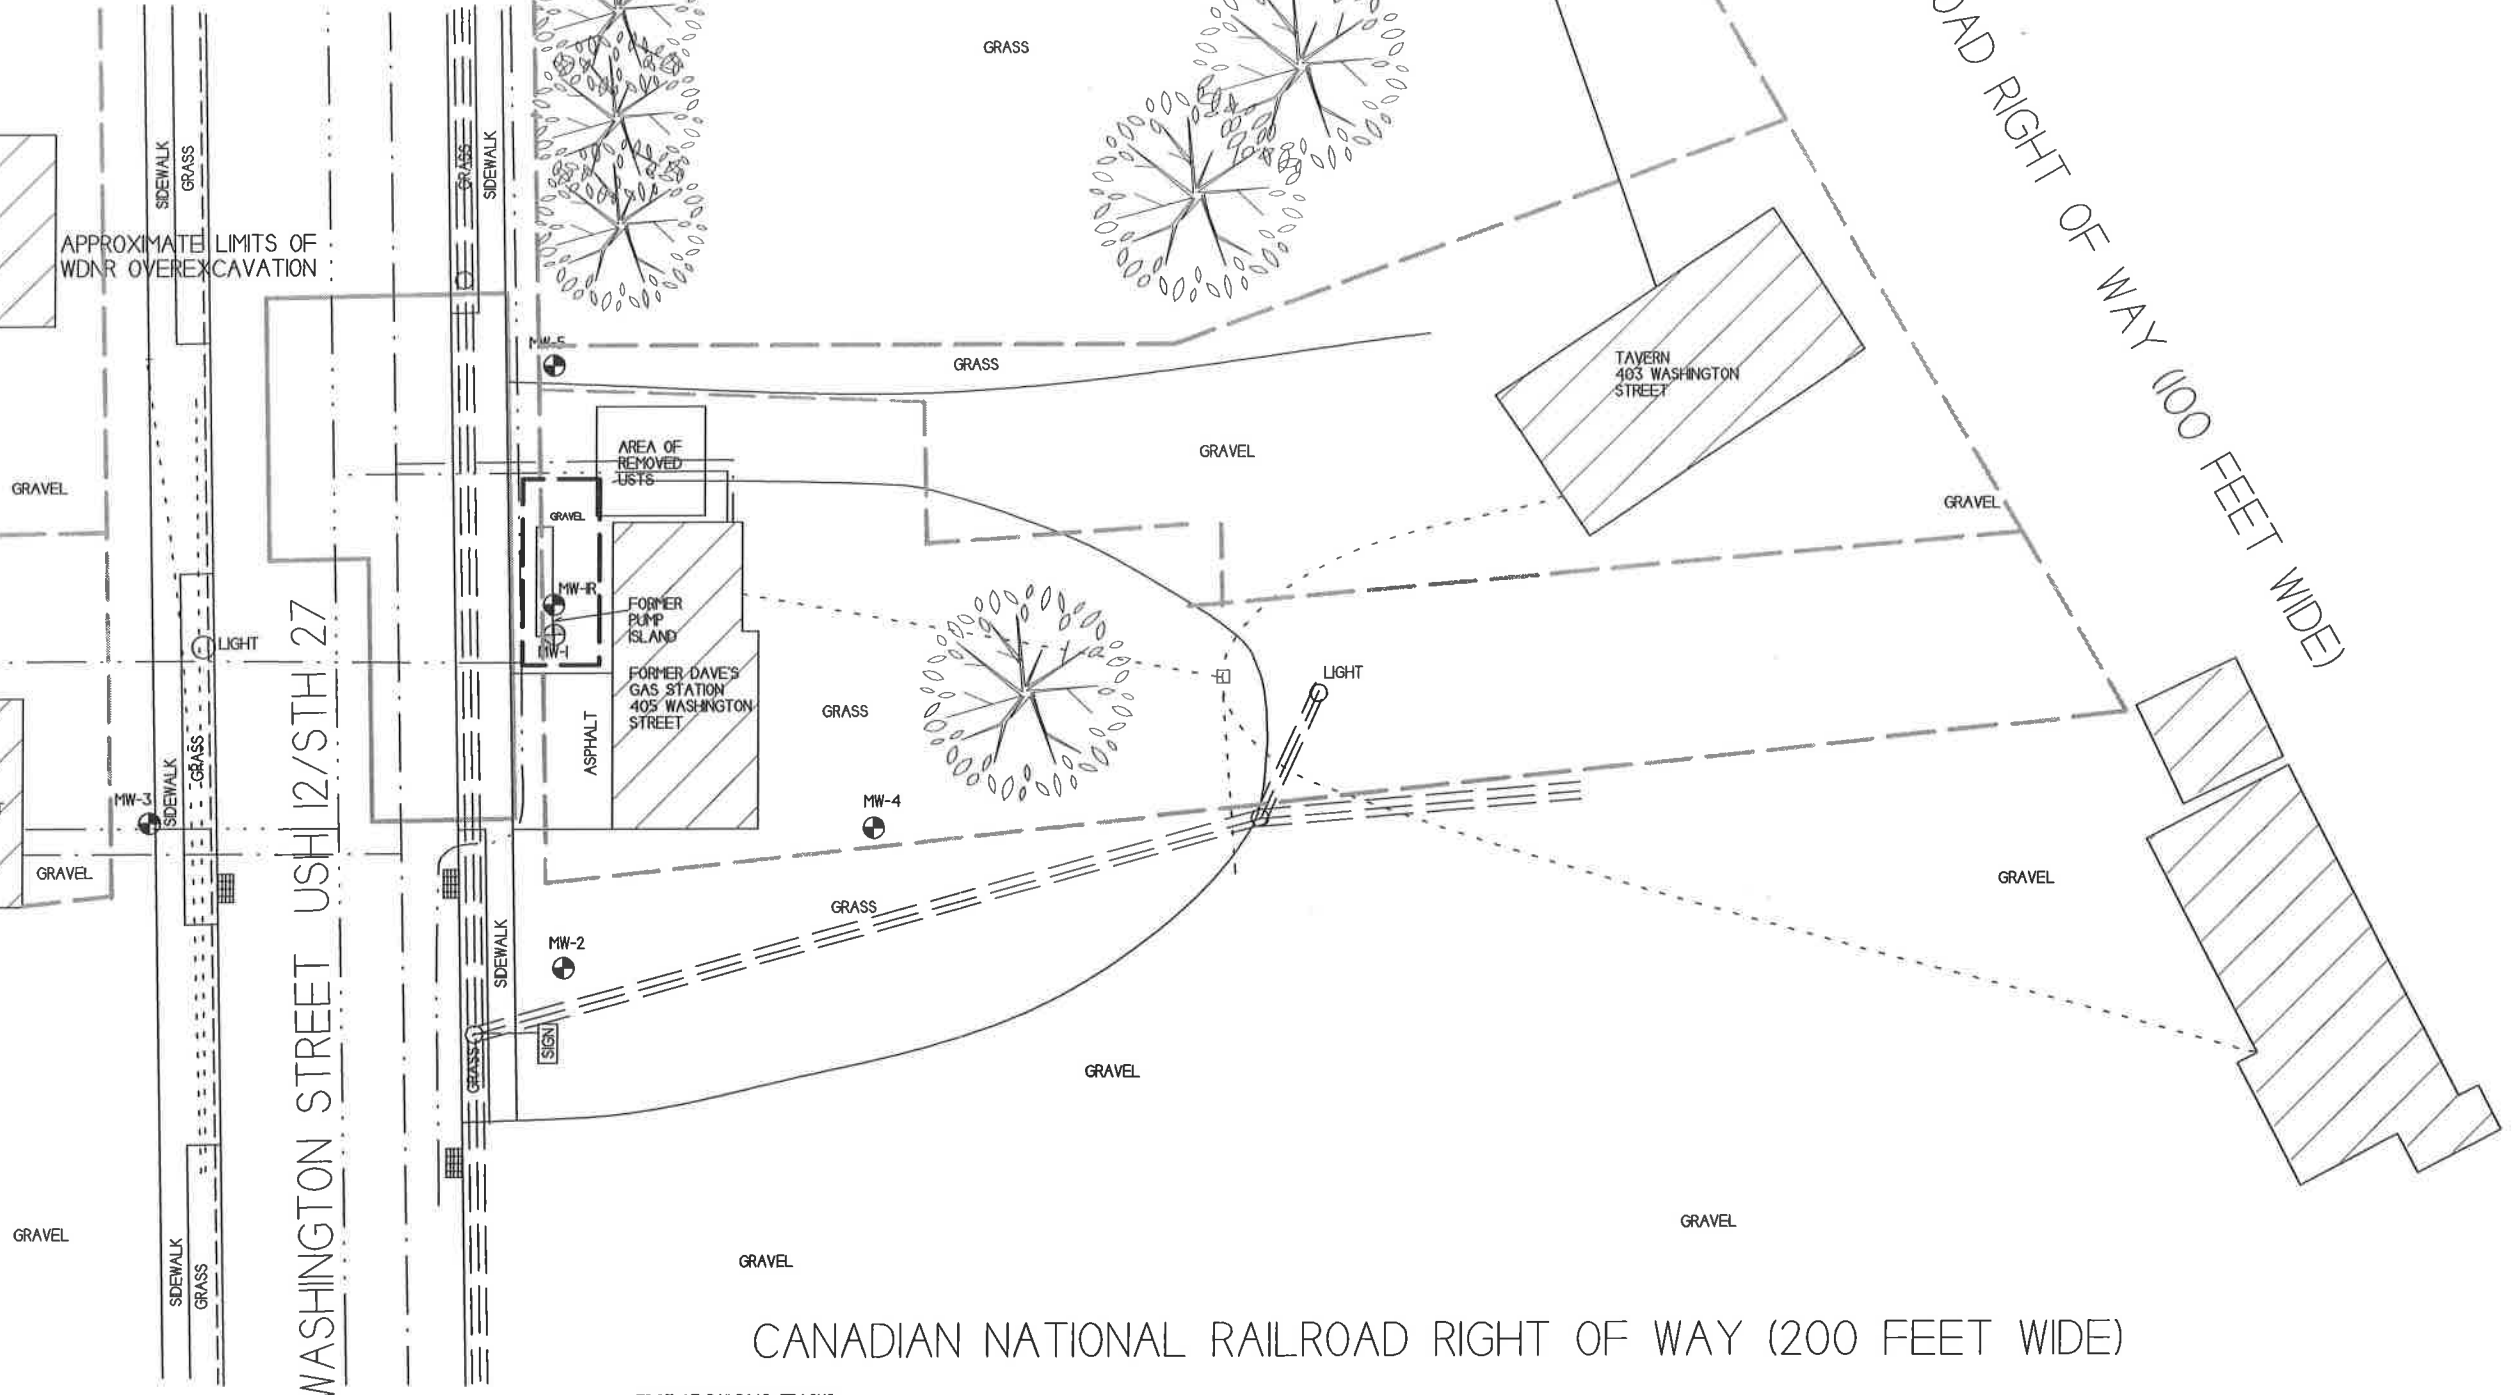 GRASS
OAD RIGHT OF WAY (100 FEET WIDE)
SIDEWALK
GRASS
GRASS
SIDEWALK
APPROXIMATE LIMITS OF
WDNR OVEREXCAVATION
MW-5
GRASS
TAVERN
403 WASHINGTON
STREET
AREA OF
REMOVED
USTS
GRAVEL
GRAVEL
GRAVEL
GRAVEL
MW-1R
FORMER
PUMP
ISLAND
MW-1
LIGHT
FORMER DAVE'S
GAS STATION
405 WASHINGTON
STREET
LIGHT
ASPHALT
GRASS
GRASS
SIDEWALK
MW-3
MW-4
WASHINGTON STREET USH 12/STH 27
GRAVEL
GRASS
GRAVEL
MW-2
SIDEWALK
SIGN
GRASS
GRAVEL
GRAVEL
GRAVEL
GRAVEL
SIDEWALK
GRASS
CANADIAN NATIONAL RAILROAD RIGHT OF WAY (200 FEET WIDE)